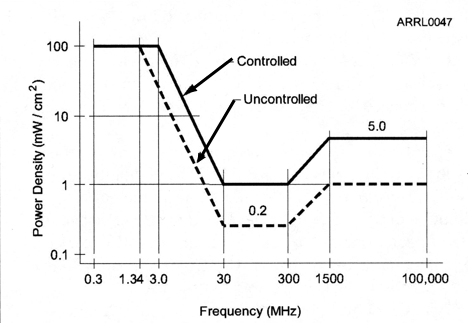 ARRL0047
100
10
1
0.1
Power Density (mW / cm²)
Controlled
Uncontrolled
5.0
0.2
0.3 1.34 3.0 30 300 1500 100,000
Frequency (MHz)